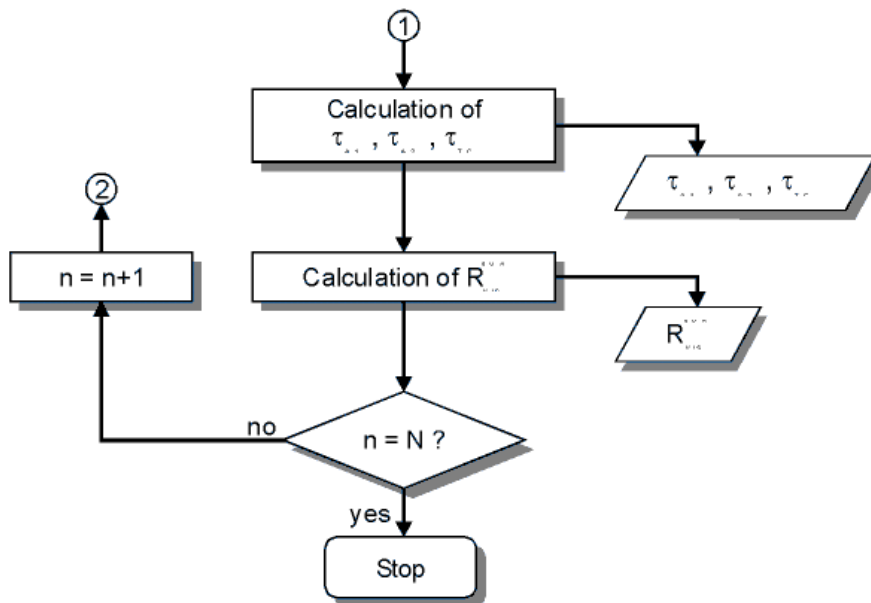 1
Calculation of
τ , τ , τ
τ , τ , τ
2
n = n+1
Calculation of R
R
no
n = N ?
yes
Stop